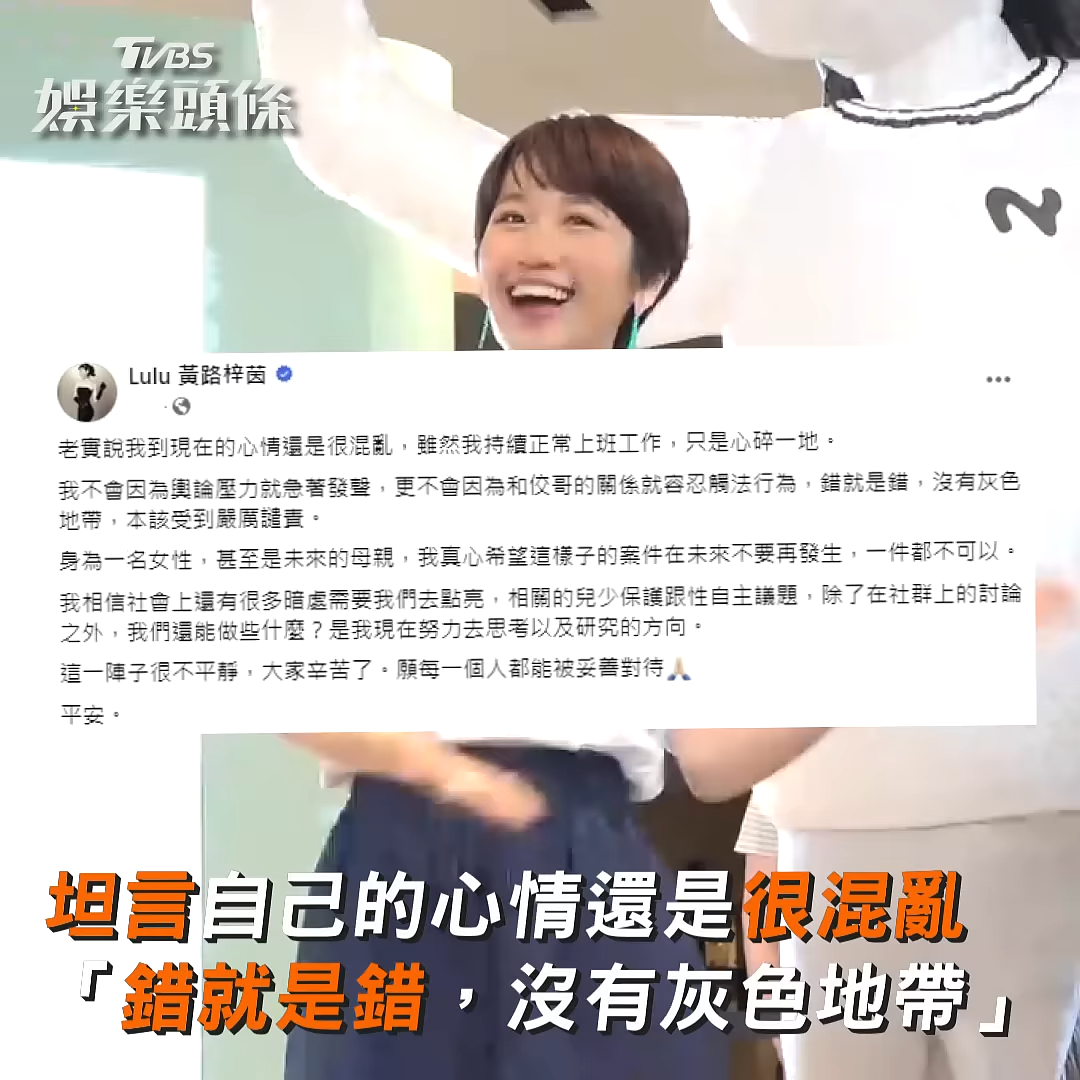 TVBS
娛樂頭條
2
Lulu 黃路梓茵
老實說我到現在的心情還是很混亂，雖然我持續正常上班工作，只是心碎一地。
我不會因為輿論壓力就急著發聲，更不會因為和佼哥的關係就容忍觸法行為，錯就是錯，沒有灰色
地帶，本該受到嚴厲譴責。
身為一名女性，甚至是未來的母親，我真心希望這樣子的案件在未來不要再發生，一件都不可以。
我相信社會上還有很多暗處需要我們去點亮，相關的兒少保護跟性自主議題，除了在社群上的討論
之外，我們還能做些什麼？是我現在努力去思考以及研究的方向。
這一陣子很不平靜，大家辛苦了。願每一個人都能被妥善對待🙏🏼
平安。
坦言自己的心情還是很混亂
「錯就是錯，沒有灰色地帶」